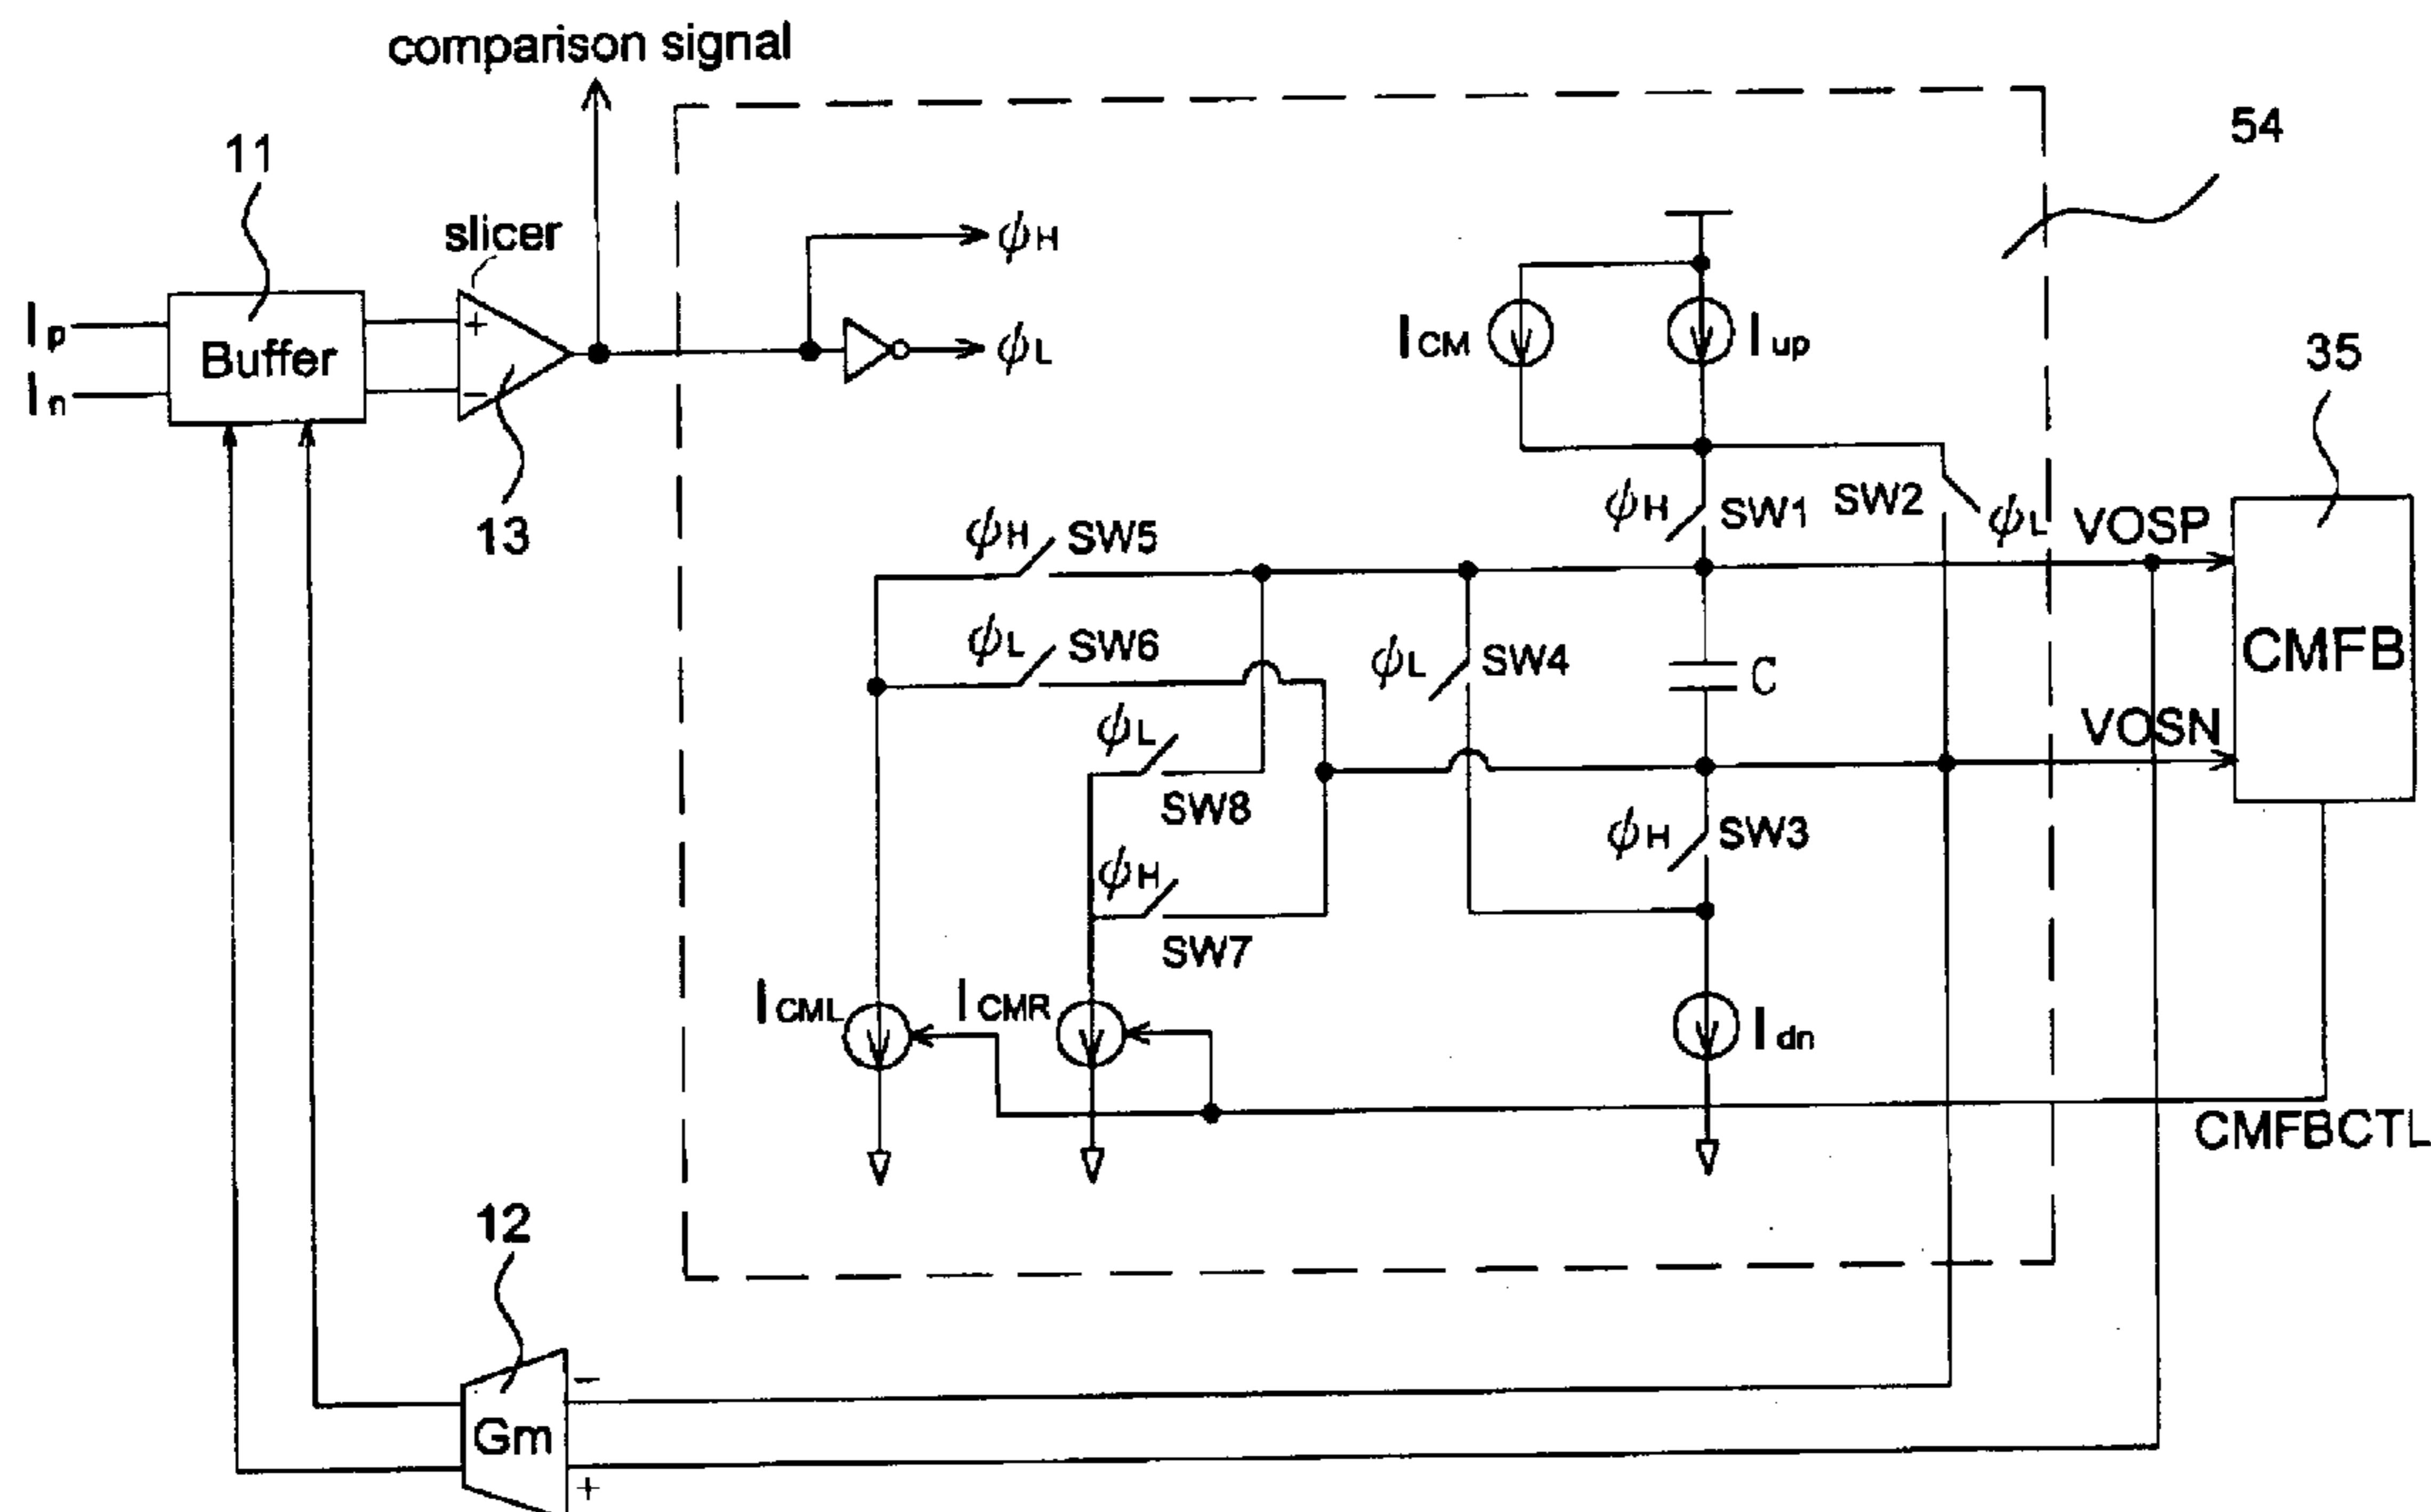 comparison signal
54
11
slicer
ϕH
Ip
Buffer
+
ϕL
ICM
Iup
35
In
−
13
ϕH
SW1
SW2
ϕL
VOSP
ϕH
SW5
ϕL
SW6
ϕL
SW4
C
CMFB
ϕL
VOSN
SW8
ϕH
SW3
ϕH
SW7
ICML
ICMR
Idn
CMFBCTL
12
−
Gm
+